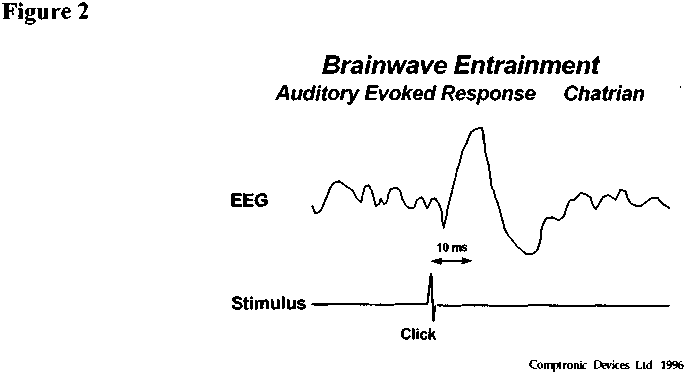 Figure 2
Brainwave Entrainment
Auditory Evoked Response Chatrian
EEG
10 ms
Stimulus
Click
Comptronic Devices Ltd 1996